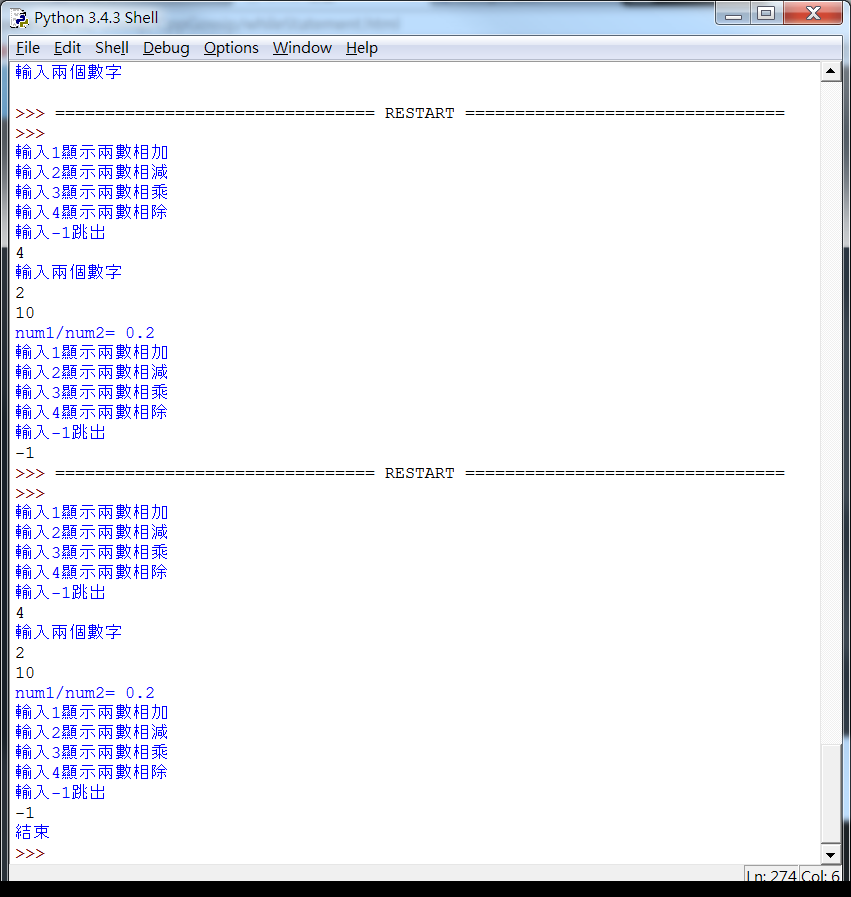 Python 3.4.3 Shell
File Edit Shell Debug Options Window Help
輸入兩個數字
>>> ================================ RESTART ================================
>>>
輸入1顯示兩數相加
輸入2顯示兩數相減
輸入3顯示兩數相乘
輸入4顯示兩數相除
輸入-1跳出
4
輸入兩個數字
2
10
num1/num2= 0.2
輸入1顯示兩數相加
輸入2顯示兩數相減
輸入3顯示兩數相乘
輸入4顯示兩數相除
輸入-1跳出
-1
>>> ================================ RESTART ================================
>>>
輸入1顯示兩數相加
輸入2顯示兩數相減
輸入3顯示兩數相乘
輸入4顯示兩數相除
輸入-1跳出
4
輸入兩個數字
2
10
num1/num2= 0.2
輸入1顯示兩數相加
輸入2顯示兩數相減
輸入3顯示兩數相乘
輸入4顯示兩數相除
輸入-1跳出
-1
結束
>>>
Ln: 274 Col: 6